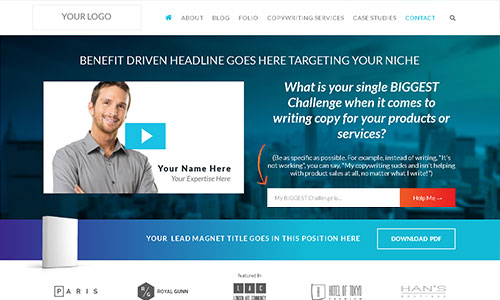 YOUR LOGO
ABOUT BLOG FOLIO COPYWRITING SERVICES CASE STUDIES CONTACT
BENEFIT DRIVEN HEADLINE GOES HERE TARGETING YOUR NICHE
Your Name Here
Your Expertise Here
What is your single BIGGEST
Challenge when it comes to
writing copy for your products or
services?
(Be as specific as possible. For example, instead of writing, "It's
not working", you can say, "My copywriting sucks and isn't helping
with product sales at all, no matter what I write!")
My BIGGEST Challenge is...
Help Me →
YOUR LEAD MAGNET TITLE GOES IN THIS POSITION HERE
DOWNLOAD PDF
Featured In
PARIS
R/G ROYAL GUNN
LAC
LONDON ART COMMUNITY
HOTEL OF TOKYO
PREMIUM
HAN'S